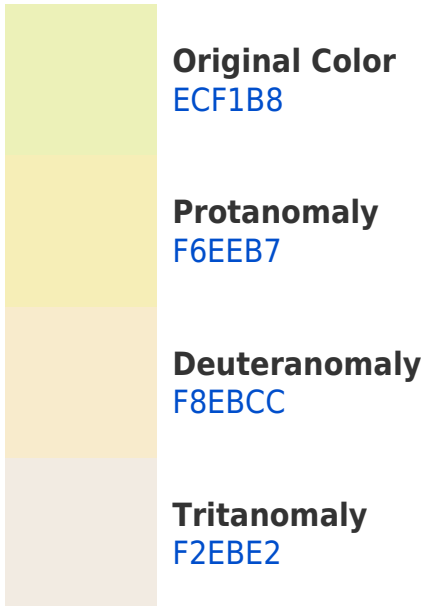 Original Color
ECF1B8
Protanomaly
F6EEB7
Deuteranomaly
F8EBCC
Tritanomaly
F2EBE2